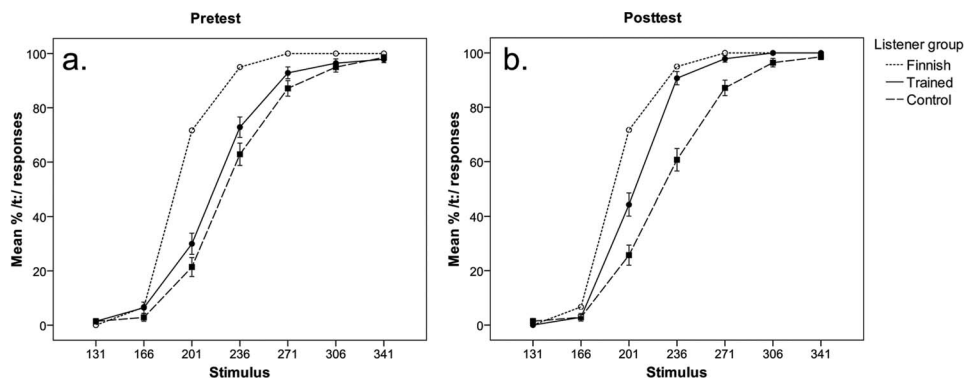 Pretest
Posttest
a.
b.
Listener group
Finnish
Trained
Control
Mean % /t:/ responses
100
80
60
40
20
0
131 166 201 236 271 306 341
Stimulus
Mean % /t:/ responses
100
80
60
40
20
0
131 166 201 236 271 306 341
Stimulus